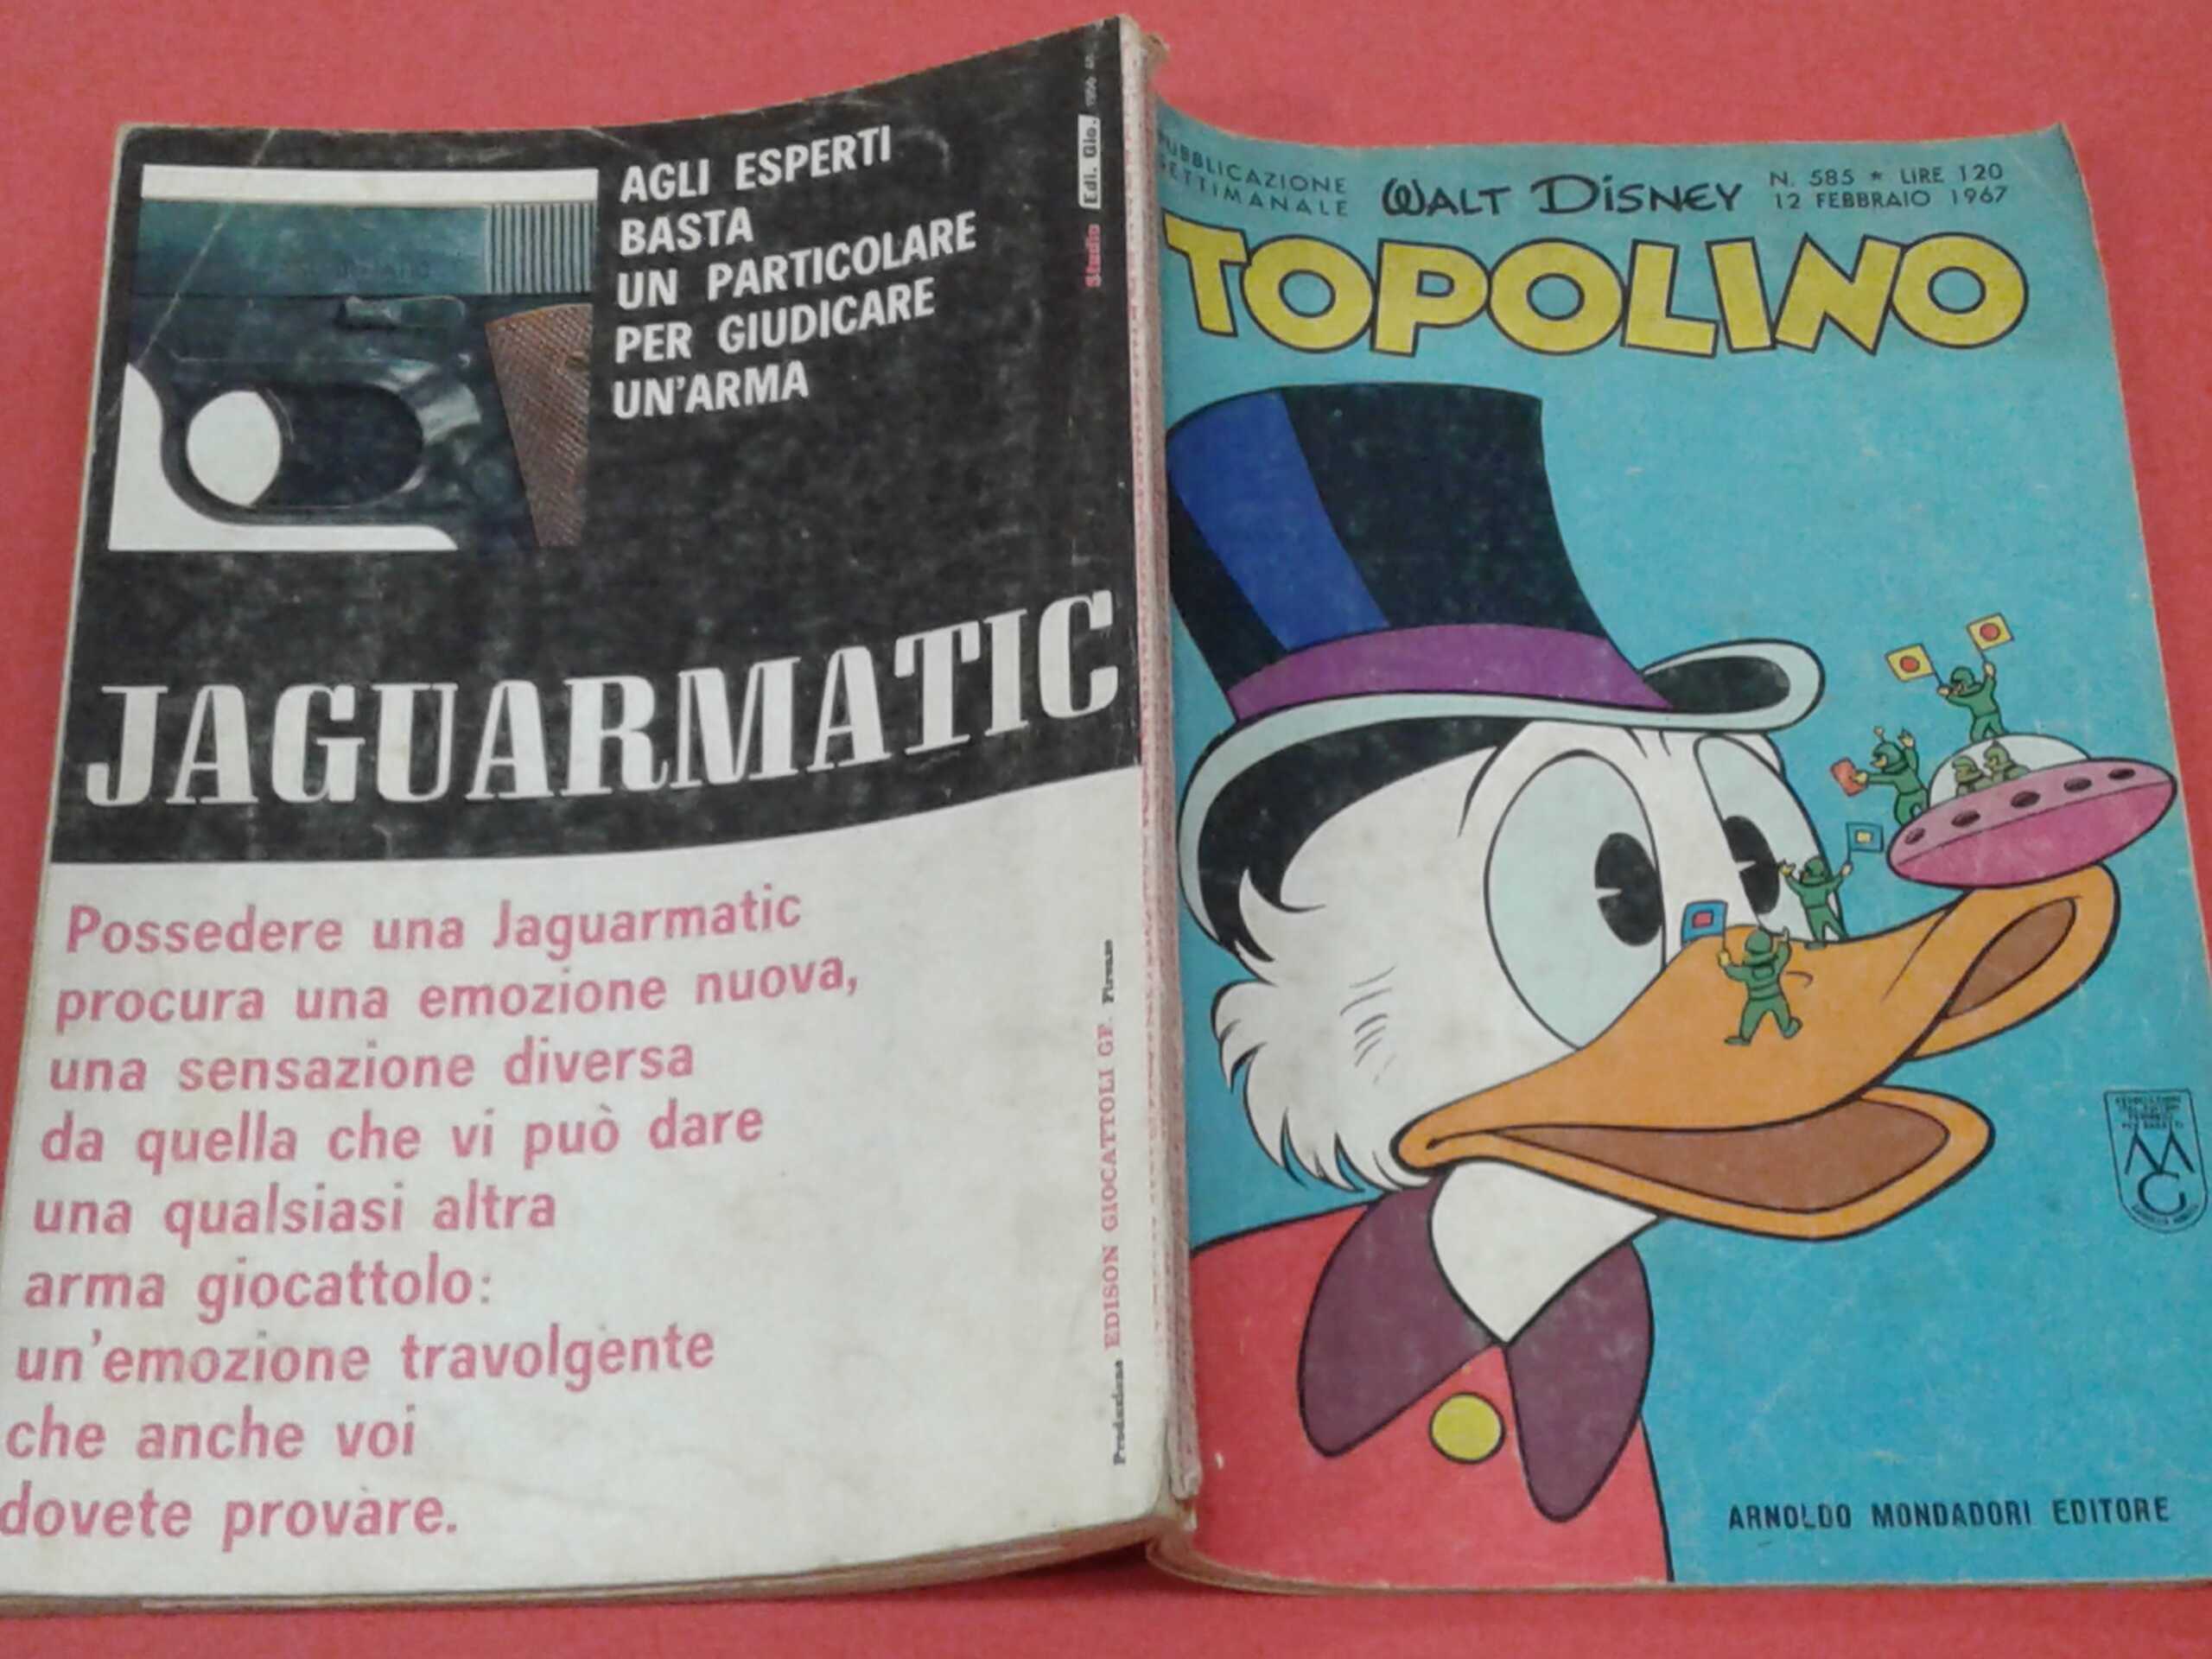 AGLI ESPERTI
BASTA
UN PARTICOLARE
PER GIUDICARE
UN'ARMA
JAGUARMATIC
Possedere una Jaguarmatic
procura una emozione nuova,
una sensazione diversa
da quella che vi può dare
una qualsiasi altra
arma giocattolo:
un'emozione travolgente
che anche voi
dovete provare.
Studio Edi. Gio.
Produzione EDISON GIOCATTOLI GF. Firenze
PUBBLICAZIONE
SETTIMANALE
WALT DISNEY
N. 585 * LIRE 120
12 FEBBRAIO 1967
TOPOLINO
MG
ARNOLDO MONDADORI EDITORE